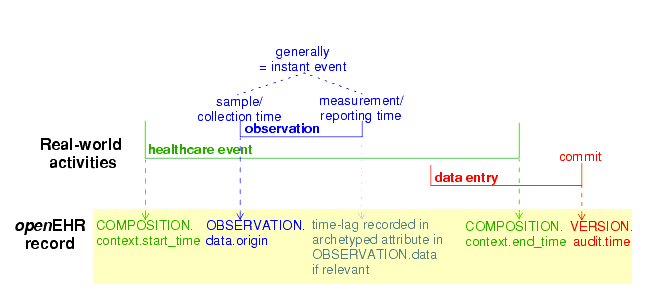 generally
= instant event
sample/
collection time
measurement/
reporting time
observation
Real-world
activities
healthcare event
commit
data entry
openEHR
record
COMPOSITION.
context.start_time
OBSERVATION.
data.origin
time-lag recorded in
archetyped attribute in
OBSERVATION.data
if relevant
COMPOSITION.
context.end_time
VERSION.
audit.time